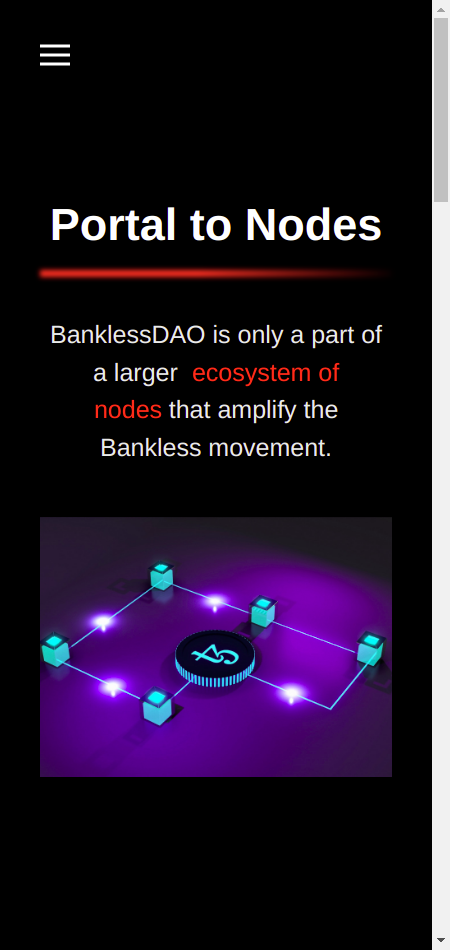 Portal to Nodes
BanklessDAO is only a part of
a larger ecosystem of
nodes that amplify the
Bankless movement.